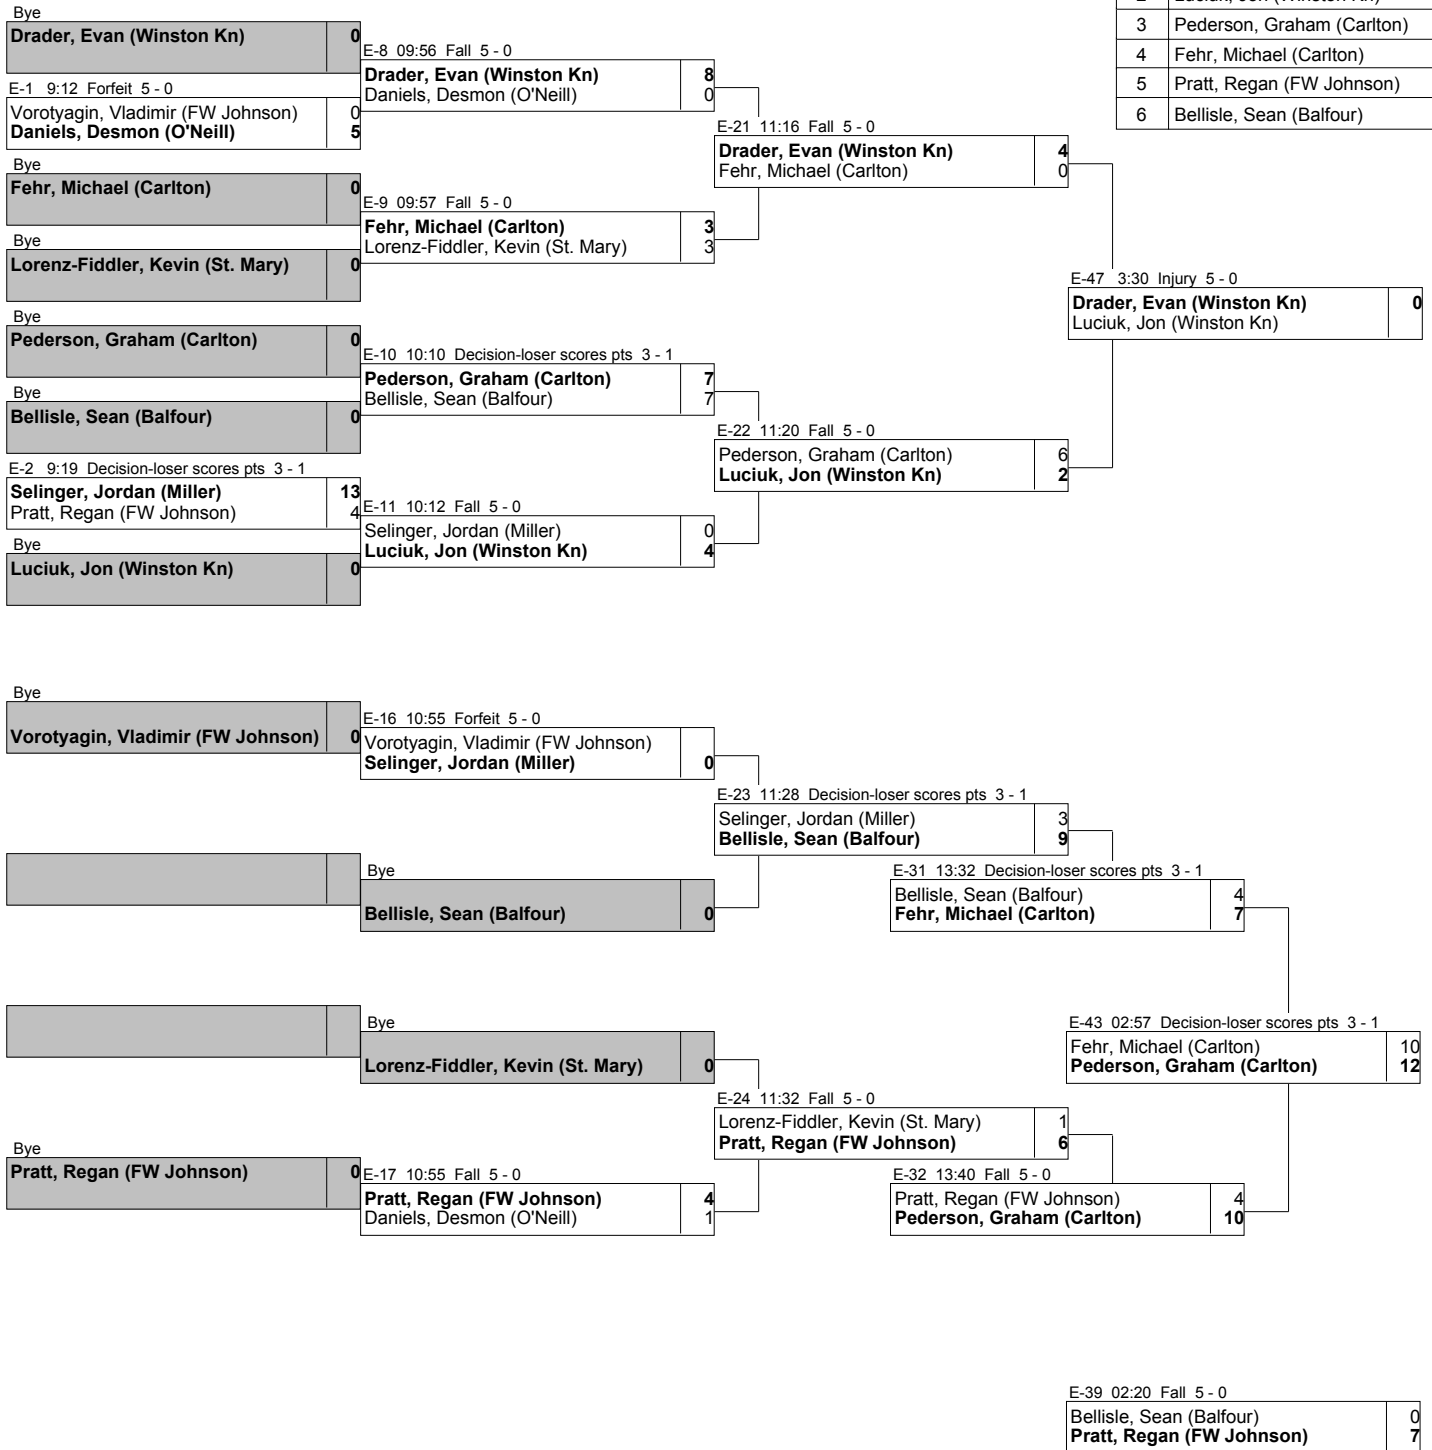 2 Luciuk, Jon (Winston Kn)
3 Pederson, Graham (Carlton)
4 Fehr, Michael (Carlton)
5 Pratt, Regan (FW Johnson)
6 Bellisle, Sean (Balfour)
Bye
Drader, Evan (Winston Kn) 0
E-1 9:12 Forfeit 5 - 0
Vorotyagin, Vladimir (FW Johnson) 0
Daniels, Desmon (O'Neill) 5
Bye
Fehr, Michael (Carlton) 0
Bye
Lorenz-Fiddler, Kevin (St. Mary) 0
Bye
Pederson, Graham (Carlton) 0
Bye
Bellisle, Sean (Balfour) 0
E-2 9:19 Decision-loser scores pts 3 - 1
Selinger, Jordan (Miller) 13
Pratt, Regan (FW Johnson) 4
Bye
Luciuk, Jon (Winston Kn) 0
E-8 09:56 Fall 5 - 0
Drader, Evan (Winston Kn) 8
Daniels, Desmon (O'Neill) 0
E-9 09:57 Fall 5 - 0
Fehr, Michael (Carlton) 3
Lorenz-Fiddler, Kevin (St. Mary) 3
E-10 10:10 Decision-loser scores pts 3 - 1
Pederson, Graham (Carlton) 7
Bellisle, Sean (Balfour) 7
E-11 10:12 Fall 5 - 0
Selinger, Jordan (Miller) 0
Luciuk, Jon (Winston Kn) 4
E-21 11:16 Fall 5 - 0
Drader, Evan (Winston Kn) 4
Fehr, Michael (Carlton) 0
E-22 11:20 Fall 5 - 0
Pederson, Graham (Carlton) 6
Luciuk, Jon (Winston Kn) 2
E-47 3:30 Injury 5 - 0
Drader, Evan (Winston Kn) 0
Luciuk, Jon (Winston Kn)
Bye
Vorotyagin, Vladimir (FW Johnson) 0
Bye
Pratt, Regan (FW Johnson) 0
E-16 10:55 Forfeit 5 - 0
Vorotyagin, Vladimir (FW Johnson)
Selinger, Jordan (Miller) 0
Bye
Bellisle, Sean (Balfour) 0
Bye
Lorenz-Fiddler, Kevin (St. Mary) 0
E-17 10:55 Fall 5 - 0
Pratt, Regan (FW Johnson) 4
Daniels, Desmon (O'Neill) 1
E-23 11:28 Decision-loser scores pts 3 - 1
Selinger, Jordan (Miller) 3
Bellisle, Sean (Balfour) 9
E-24 11:32 Fall 5 - 0
Lorenz-Fiddler, Kevin (St. Mary) 1
Pratt, Regan (FW Johnson) 6
E-31 13:32 Decision-loser scores pts 3 - 1
Bellisle, Sean (Balfour) 4
Fehr, Michael (Carlton) 7
E-32 13:40 Fall 5 - 0
Pratt, Regan (FW Johnson) 4
Pederson, Graham (Carlton) 10
E-43 02:57 Decision-loser scores pts 3 - 1
Fehr, Michael (Carlton) 10
Pederson, Graham (Carlton) 12
E-39 02:20 Fall 5 - 0
Bellisle, Sean (Balfour) 0
Pratt, Regan (FW Johnson) 7